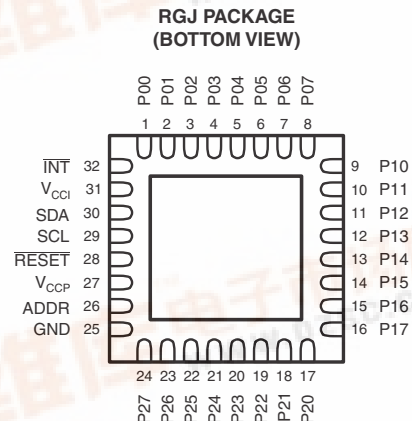 RGJ PACKAGE
(BOTTOM VIEW)
P00 P01 P02 P03 P04 P05 P06 P07
1 2 3 4 5 6 7 8
INT 32
VCCI 31
SDA 30
SCL 29
RESET 28
VCCP 27
ADDR 26
GND 25
9 P10
10 P11
11 P12
12 P13
13 P14
14 P15
15 P16
16 P17
24 23 22 21 20 19 18 17
P27 P26 P25 P24 P23 P22 P21 P20